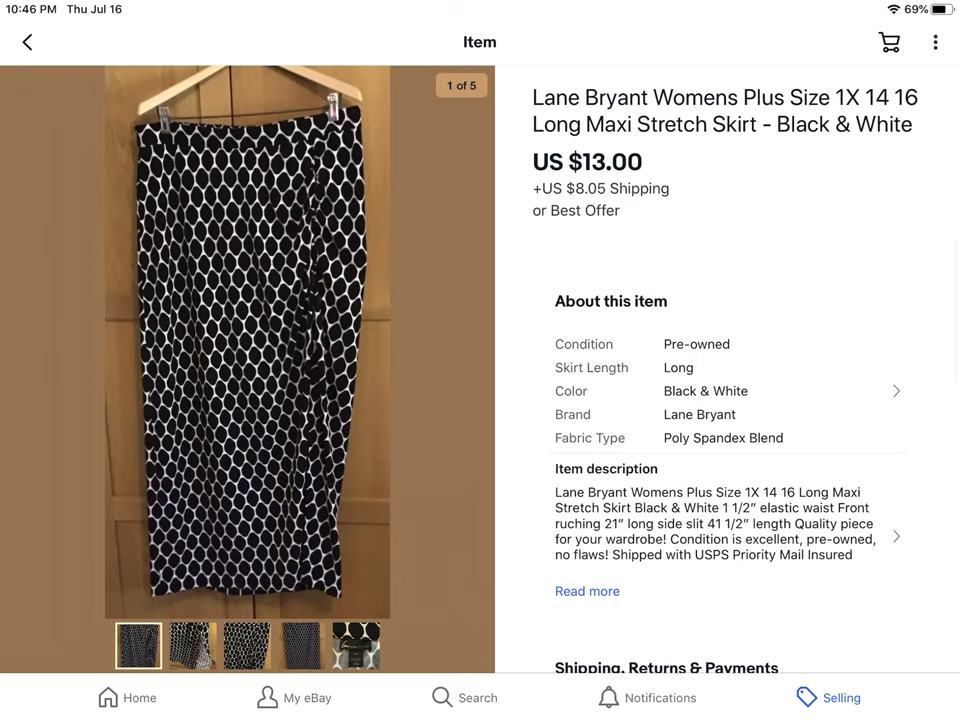 10:46 PM Thu Jul 16
69%
Item
1 of 5
Lane Bryant Womens Plus Size 1X 14 16
Long Maxi Stretch Skirt - Black & White
US $13.00
+US $8.05 Shipping
or Best Offer
About this item
Condition Pre-owned
Skirt Length Long
Color Black & White
Brand Lane Bryant
Fabric Type Poly Spandex Blend
Item description
Lane Bryant Womens Plus Size 1X 14 16 Long Maxi
Stretch Skirt Black & White 1 1/2” elastic waist Front
ruching 21” long side slit 41 1/2” length Quality piece
for your wardrobe! Condition is excellent, pre-owned,
no flaws! Shipped with USPS Priority Mail Insured
Read more
Shipping, Returns & Payments
Home My eBay Search Notifications Selling